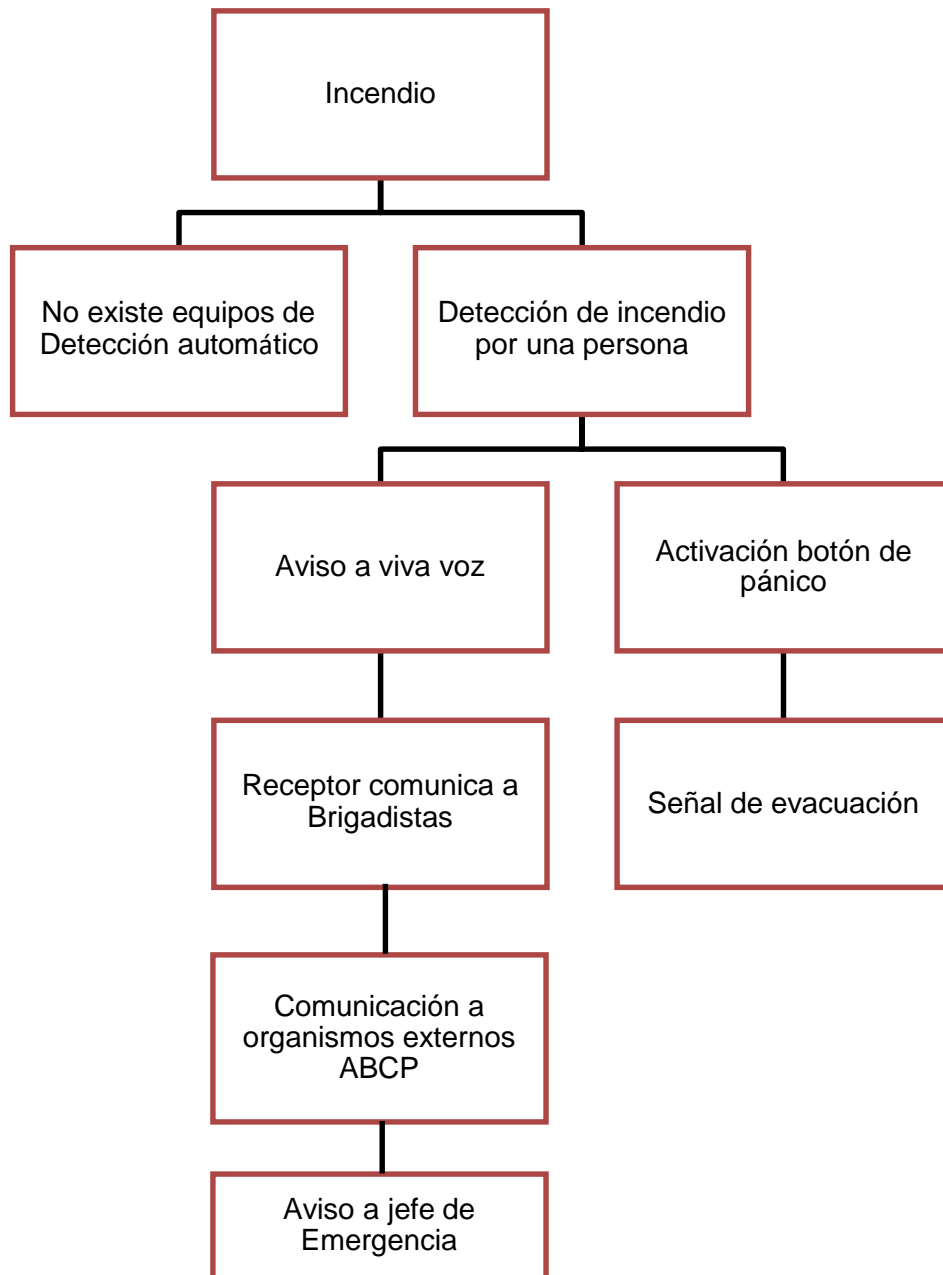 Incendio
No existe equipos de
Detección automático
Detección de incendio
por una persona
Aviso a viva voz
Activación botón de
pánico
Receptor comunica a
Brigadistas
Señal de evacuación
Comunicación a
organismos externos
ABCP
Aviso a jefe de
Emergencia